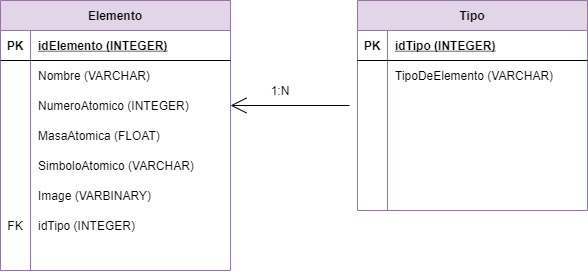 Elemento
PK idElemento (INTEGER)
Nombre (VARCHAR)
NumeroAtomico (INTEGER)
MasaAtomica (FLOAT)
SimboloAtomico (VARCHAR)
Image (VARBINARY)
FK idTipo (INTEGER)
1:N
Tipo
PK idTipo (INTEGER)
TipoDeElemento (VARCHAR)